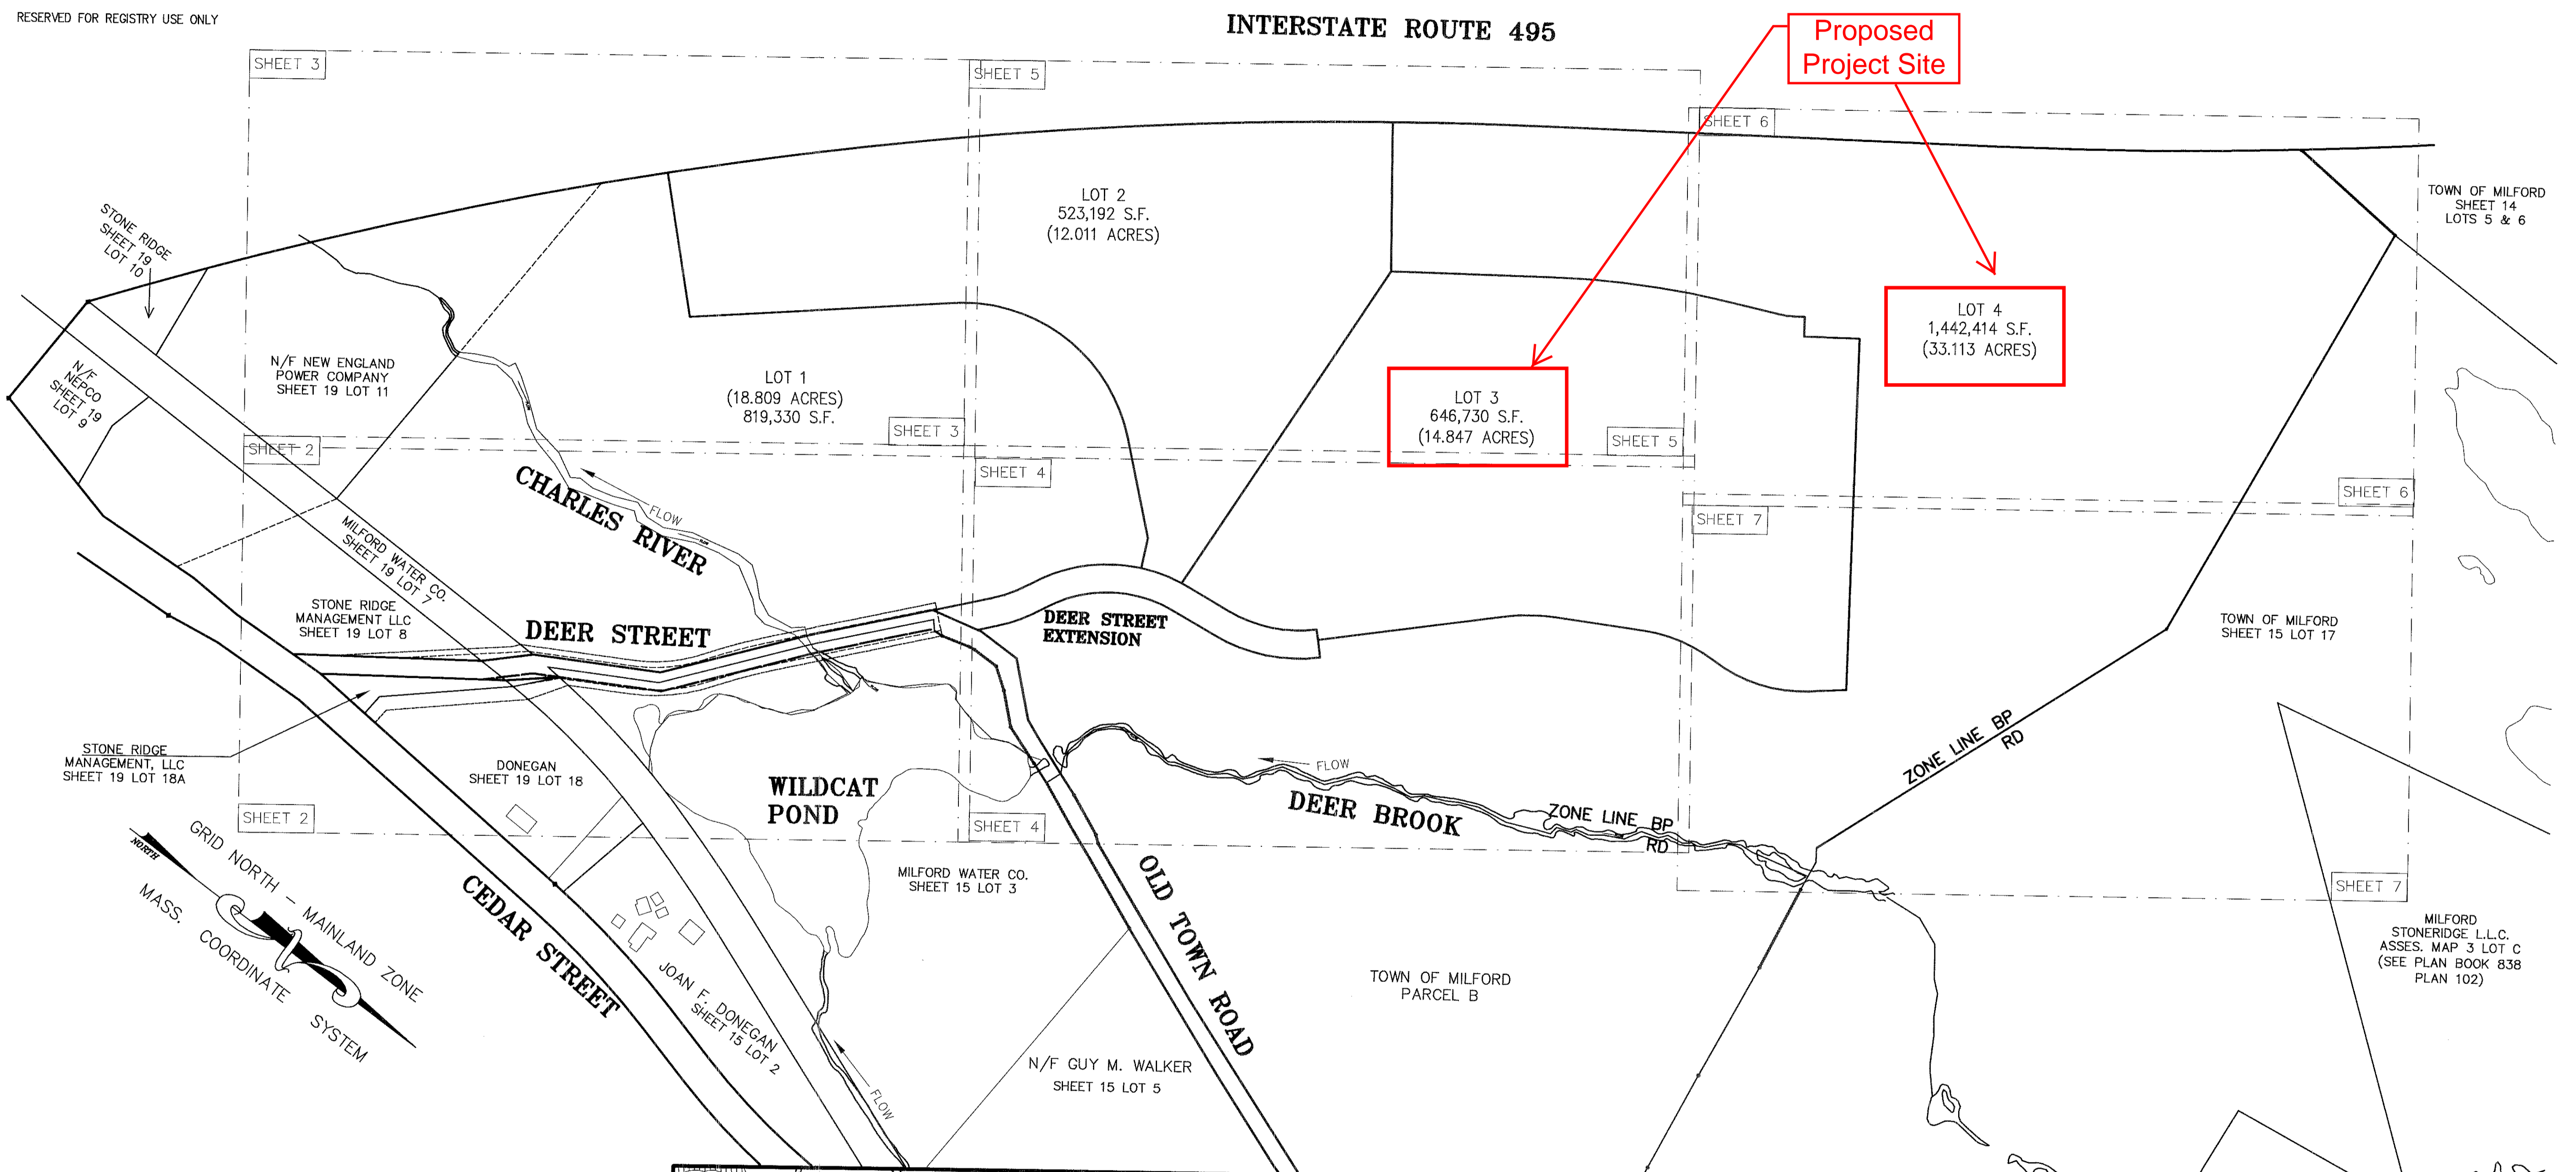 RESERVED FOR REGISTRY USE ONLY
INTERSTATE ROUTE 495
Proposed
Project Site
SHEET 3
SHEET 5
SHEET 6
TOWN OF MILFORD
SHEET 14
LOTS 5 & 6
LOT 2
523,192 S.F.
(12.011 ACRES)
STONE RIDGE
SHEET 19
LOT 10
LOT 4
1,442,414 S.F.
(33.113 ACRES)
N/F NEW ENGLAND
POWER COMPANY
SHEET 19 LOT 11
N/F
NEPCO
SHEET 19
LOT 9
LOT 1
(18.809 ACRES)
819,330 S.F.
LOT 3
646,730 S.F.
(14.847 ACRES)
SHEET 3
SHEET 5
SHEET 2
SHEET 4
SHEET 6
SHEET 7
CHARLES RIVER
FLOW
MILFORD WATER CO.
SHEET 19 LOT 7
STONE RIDGE
MANAGEMENT LLC
SHEET 19 LOT 8
DEER STREET
DEER STREET
EXTENSION
TOWN OF MILFORD
SHEET 15 LOT 17
ZONE LINE BP
RD
STONE RIDGE
MANAGEMENT, LLC
SHEET 19 LOT 18A
DONEGAN
SHEET 19 LOT 18
WILDCAT
POND
FLOW
DEER BROOK
ZONE LINE BP
RD
SHEET 2
SHEET 4
SHEET 7
NORTH
GRID NORTH - MAINLAND ZONE
MASS. COORDINATE SYSTEM
CEDAR STREET
MILFORD WATER CO.
SHEET 15 LOT 3
OLD TOWN ROAD
MILFORD
STONERIDGE L.L.C.
ASSES. MAP 3 LOT C
(SEE PLAN BOOK 838
PLAN 102)
TOWN OF MILFORD
PARCEL B
JOAN F. DONEGAN
SHEET 15 LOT 2
FLOW
N/F GUY M. WALKER
SHEET 15 LOT 5